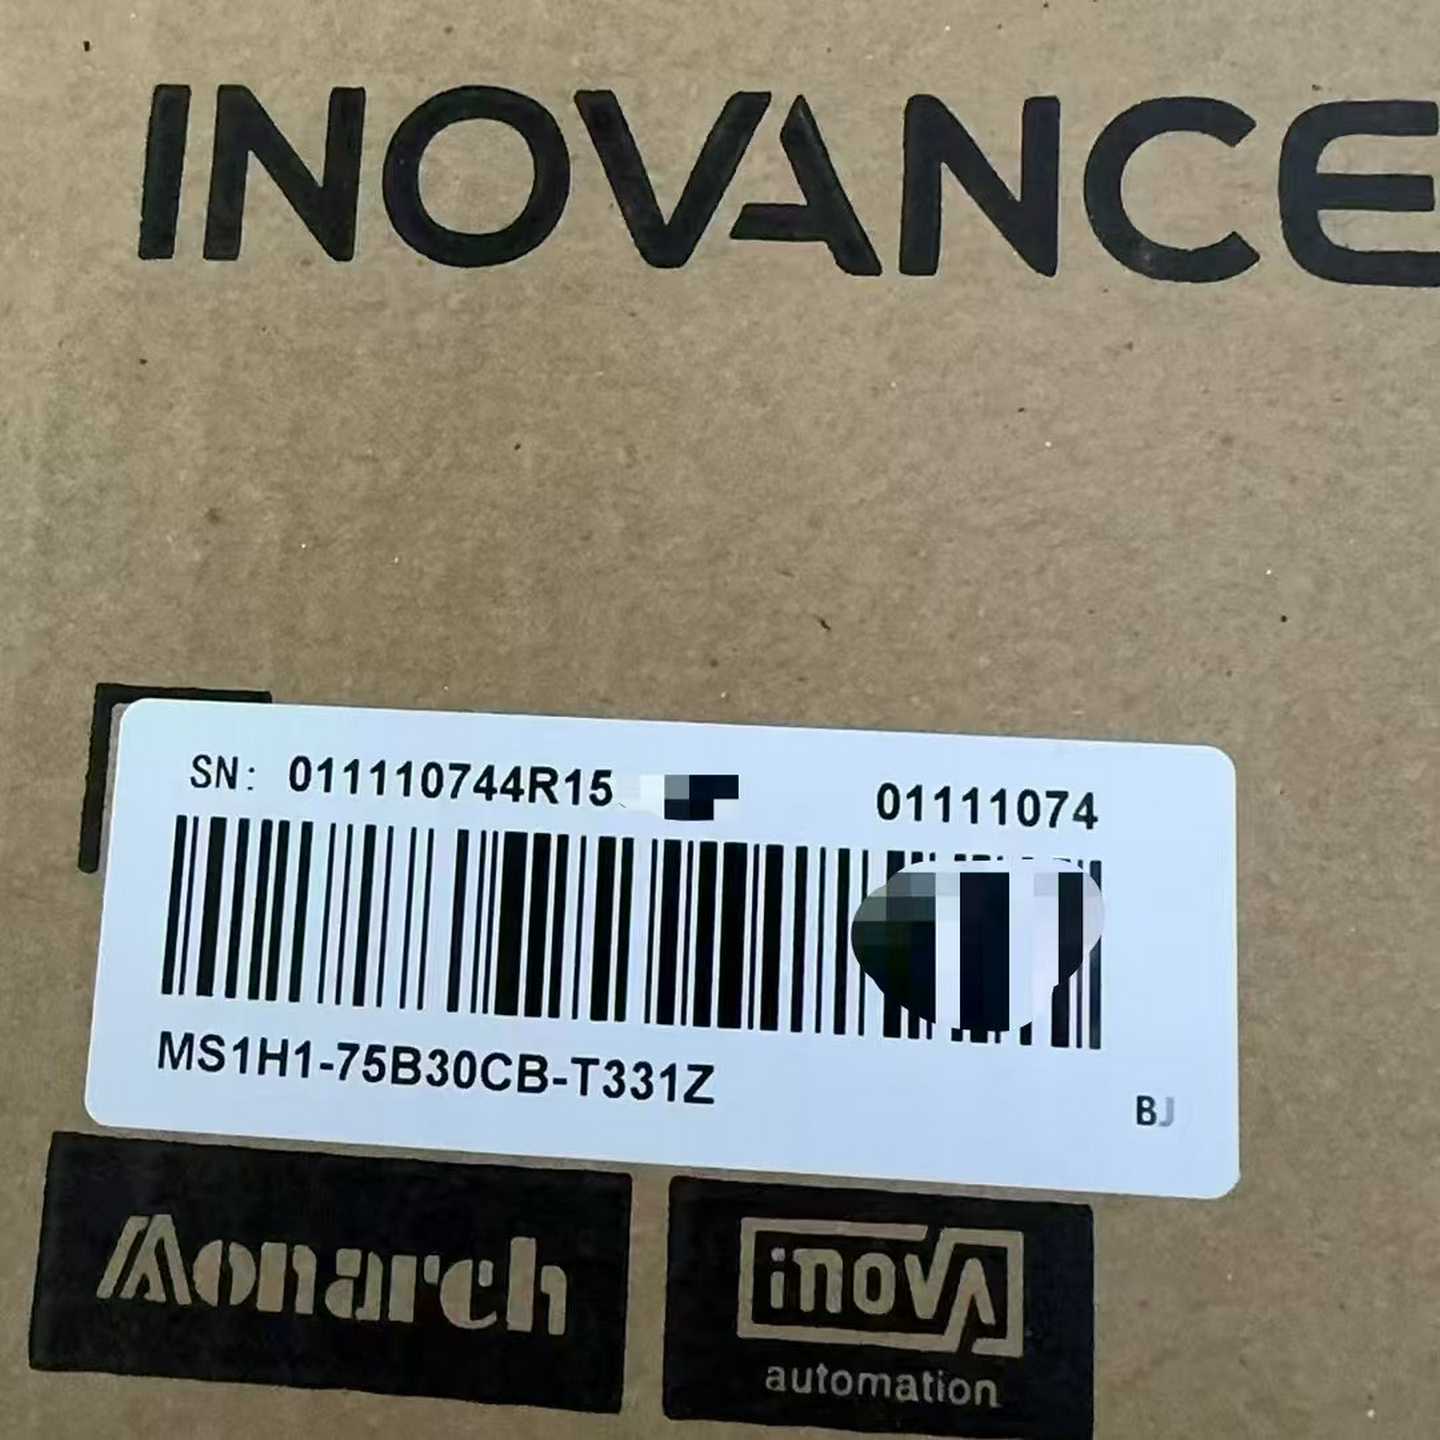 INOVANCE
SN: 011110744R15 01111074
MS1H1-75B30CB-T331Z
BJ
Monarch
inovA
automation